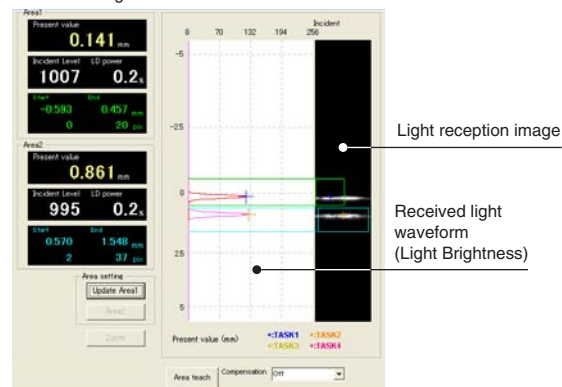 Area1
Present value
0.141 mm
Incident Level LD power
1007 0.2%
Start End
-0.593 0.457 mm
0 20 pix
Area2
Present value
0.861 mm
Incident Level LD power
995 0.2%
Start End
0.570 1.548 mm
2 37 pix
Area setting
Update Area1
Area2
Zoom
Incident
8 70 132 194 256
-5
-2.5
0
2.5
5
Present value (mm)
+:TASK1 +:TASK2
+:TASK3 +:TASK4
Area teach Compensation Off
Light reception image
Received light
waveform
(Light Brightness)